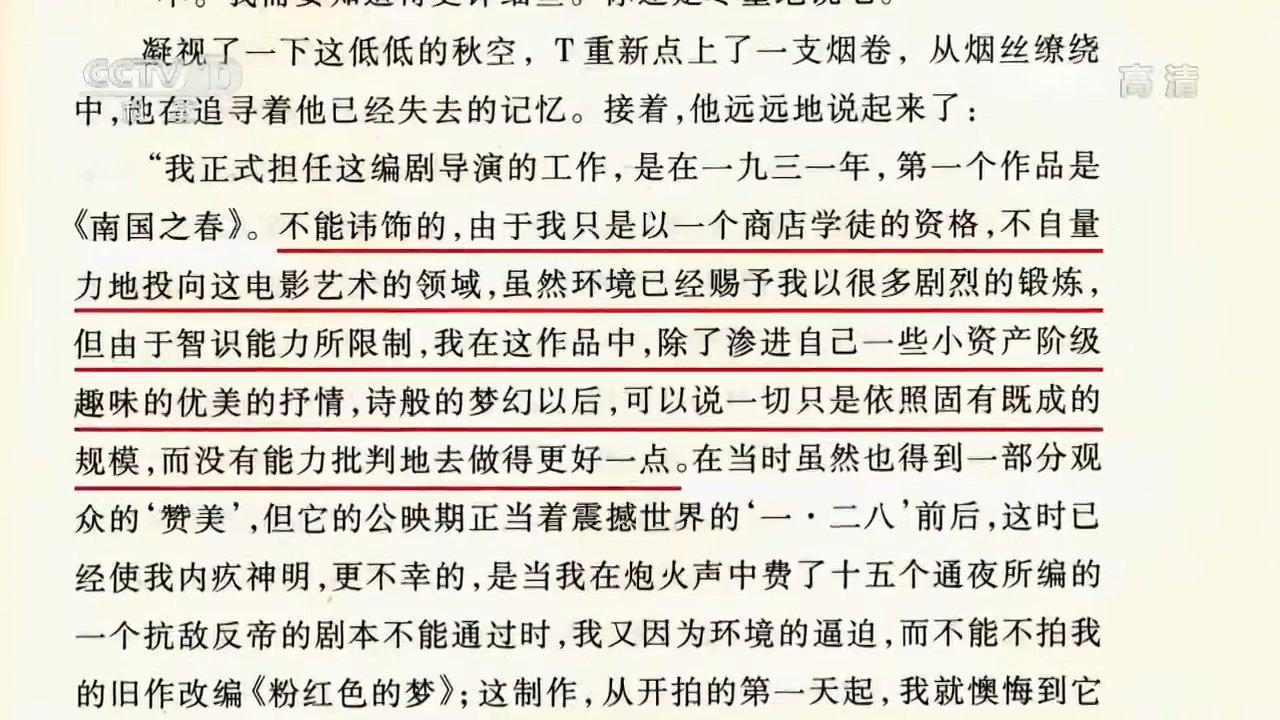 凝视了一下这低低的秋空，T重新点上了一支烟卷，从烟丝缭绕
中，他在追寻着他已经失去的记忆。接着，他远远地说起来了：
“我正式担任这编剧导演的工作，是在一九三一年，第一个作品是
《南国之春》。不能讳饰的，由于我只是以一个商店学徒的资格，不自量
力地投向这电影艺术的领域，虽然环境已经赐予我以很多剧烈的锻炼，
但由于智识能力所限制，我在这作品中，除了渗进自己一些小资产阶级
趣味的优美的抒情，诗般的梦幻以后，可以说一切只是依照固有既成的
规模，而没有能力批判地去做得更好一点。在当时虽然也得到一部分观
众的‘赞美’，但它的公映期正当着震撼世界的‘一·二八’前后，这时已
经使我内疚神明，更不幸的，是当我在炮火声中费了十五个通夜所编的
一个抗敌反帝的剧本不能通过时，我又因为环境的逼迫，而不能不拍我
的旧作改编《粉红色的梦》；这制作，从开拍的第一天起，我就懊悔到它
CCTV 10
高清